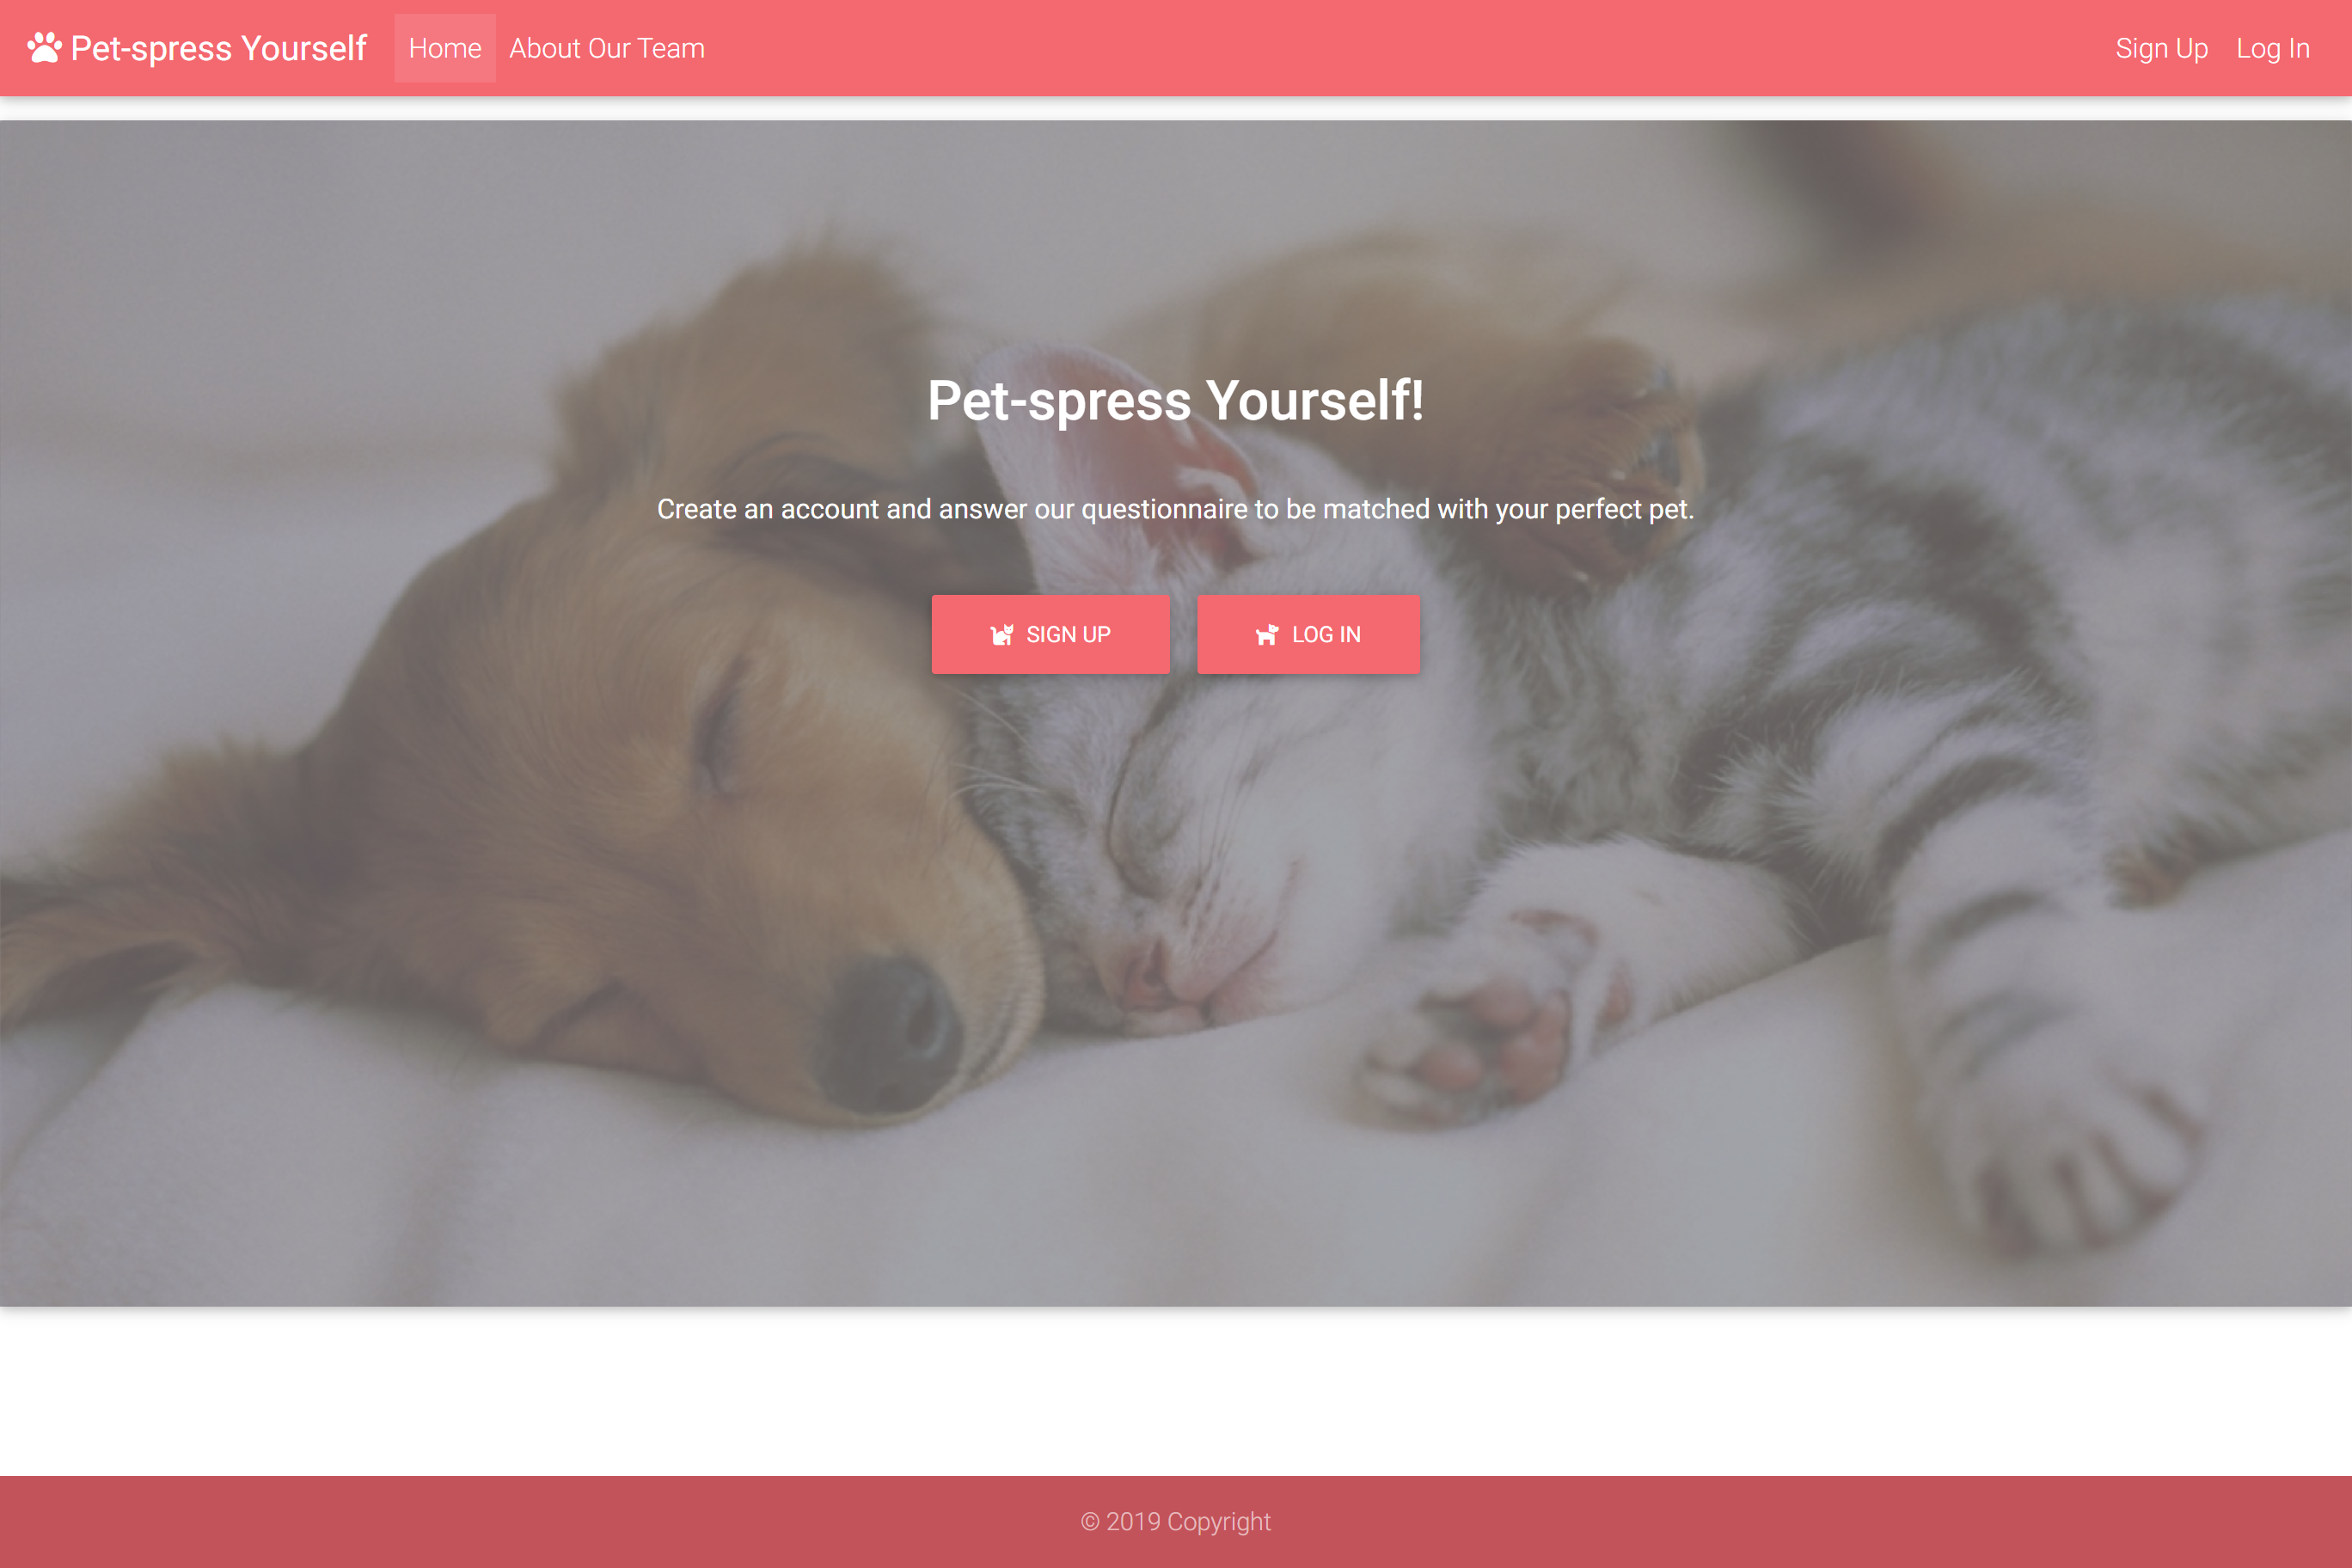 Pet-spress Yourself Home About Our Team Sign Up Log In
Pet-spress Yourself!
Create an account and answer our questionnaire to be matched with your perfect pet.
SIGN UP LOG IN
© 2019 Copyright